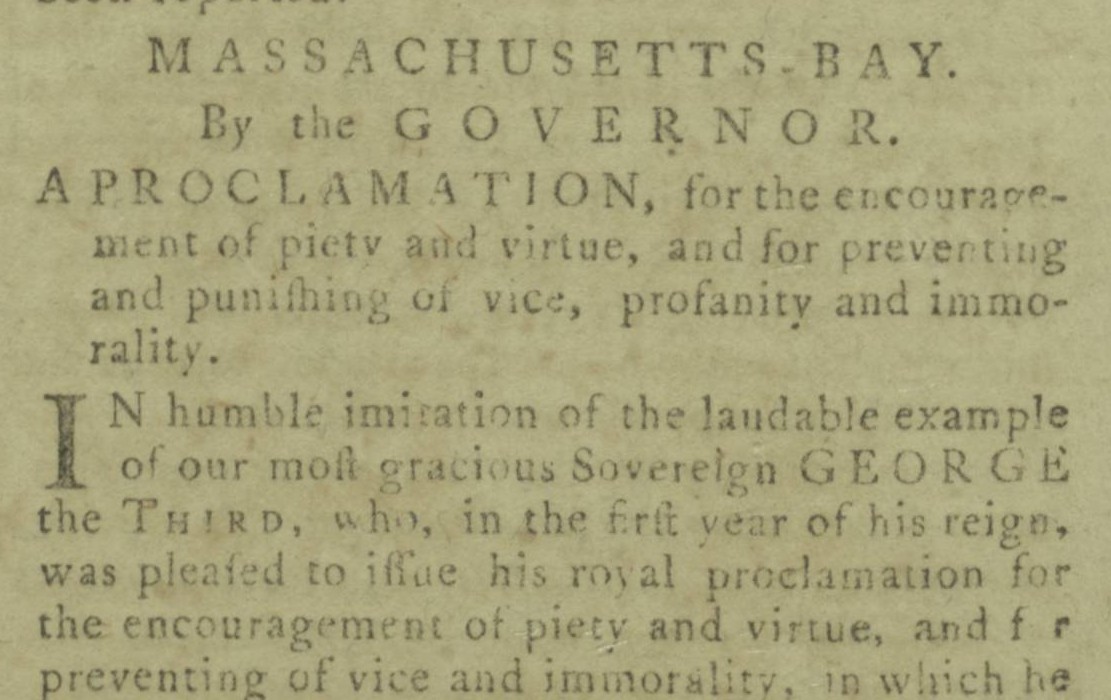 MASSACHUSETTS-BAY.
By the GOVERNOR.
A PROCLAMATION, for the encourage-
ment of piety and virtue, and for preventing
and puniſhing of vice, profanity and immo-
rality.
IN humble imitation of the laudable example
of our moſt gracious Sovereign GEORGE
the THIRD, who, in the firſt year of his reign,
was pleaſed to iſſue his royal proclamation for
the encouragement of piety and virtue, and f r
preventing of vice and immorality, in which he